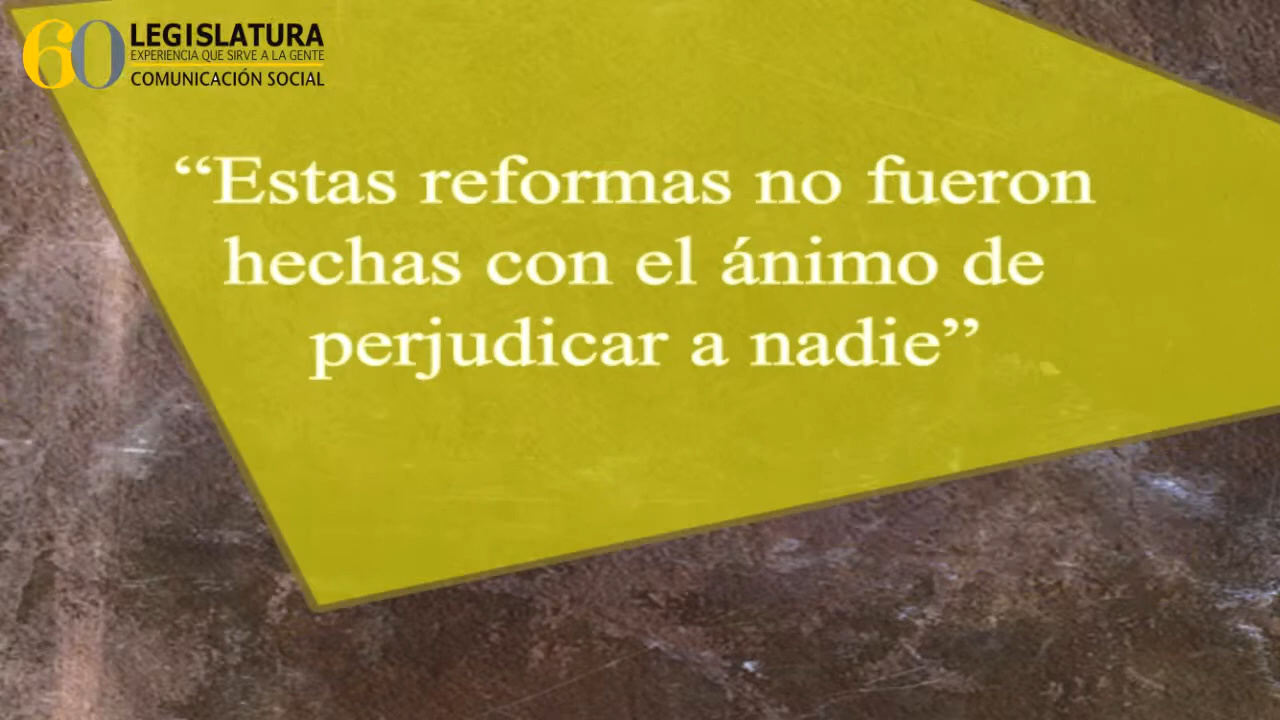 60 LEGISLATURA
EXPERIENCIA QUE SIRVE A LA GENTE
COMUNICACIÓN SOCIAL
“Estas reformas no fueron
hechas con el ánimo de
perjudicar a nadie”